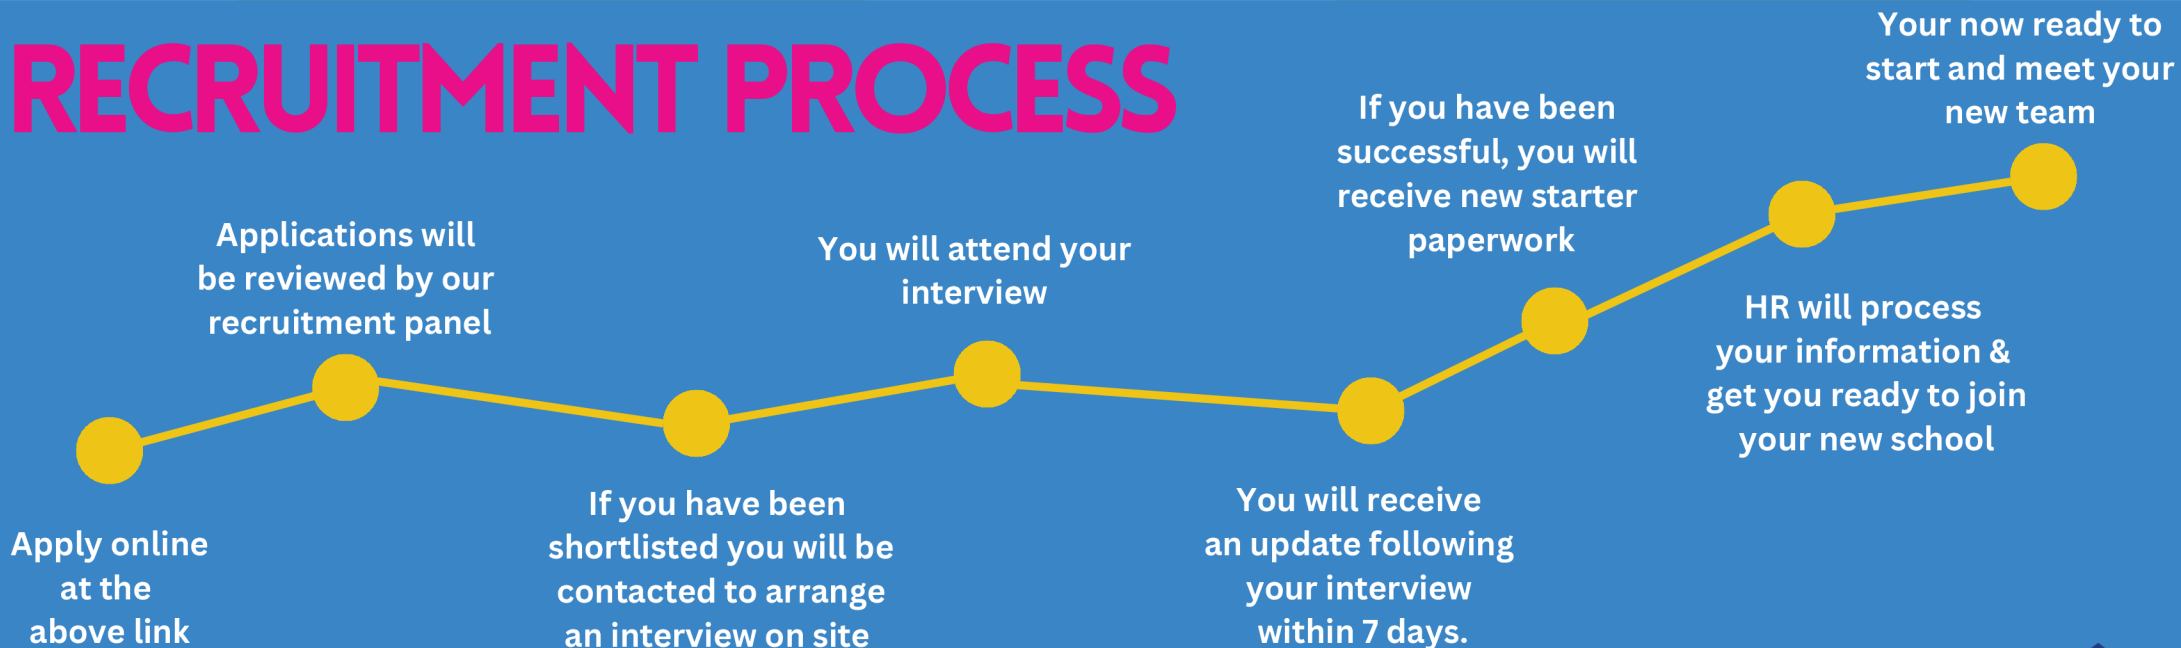 RECRUITMENT PROCESS
Apply online
at the
above link
Applications will
be reviewed by our
recruitment panel
If you have been
shortlisted you will be
contacted to arrange
an interview on site
You will attend your
interview
You will receive
an update following
your interview
within 7 days.
If you have been
successful, you will
receive new starter
paperwork
HR will process
your information &
get you ready to join
your new school
Your now ready to
start and meet your
new team